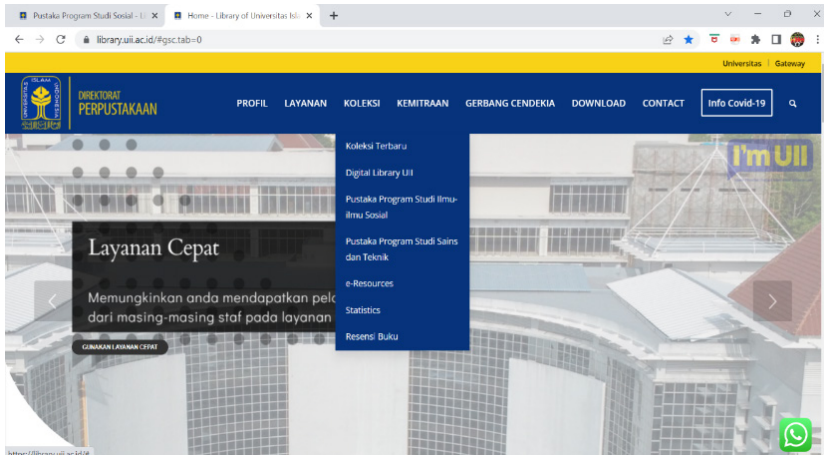 Pustaka Program Studi Sosial - Li
Home - Library of Universitas Isla
library.uii.ac.id/#gsc.tab=0
Universitas | Gateway
DIREKTORAT
PERPUSTAKAAN
PROFIL LAYANAN KOLEKSI KEMITRAAN GERBANG CENDEKIA DOWNLOAD CONTACT Info Covid-19
Koleksi Terbaru
Digital Library UII
Pustaka Program Studi Ilmu-
ilmu Sosial
Pustaka Program Studi Sains
dan Teknik
e-Resources
Statistics
Resensi Buku
I'm UII
Layanan Cepat
Memungkinkan anda mendapatkan pela
dari masing-masing staf pada layanan
GUNAKAN LAYANAN CEPAT
https://library.uii.ac.id/#